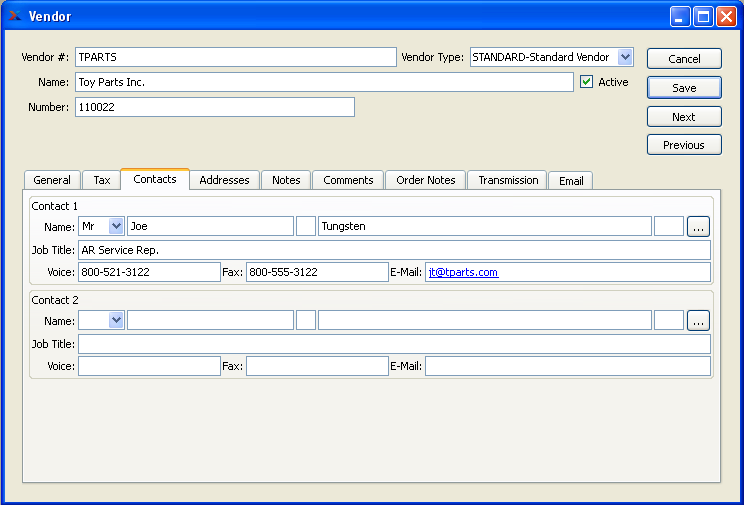 Vendor
Vendor #: TPARTS Vendor Type: STANDARD-Standard Vendor Cancel
Name: Toy Parts Inc. Active Save
Number: 110022 Next
Previous
General Tax Contacts Addresses Notes Comments Order Notes Transmission Email
Contact 1
Name: Mr Joe Tungsten ...
Job Title: AR Service Rep.
Voice: 800-521-3122 Fax: 800-555-3122 E-Mail: jt@tparts.com
Contact 2
Name: ...
Job Title:
Voice: Fax: E-Mail: